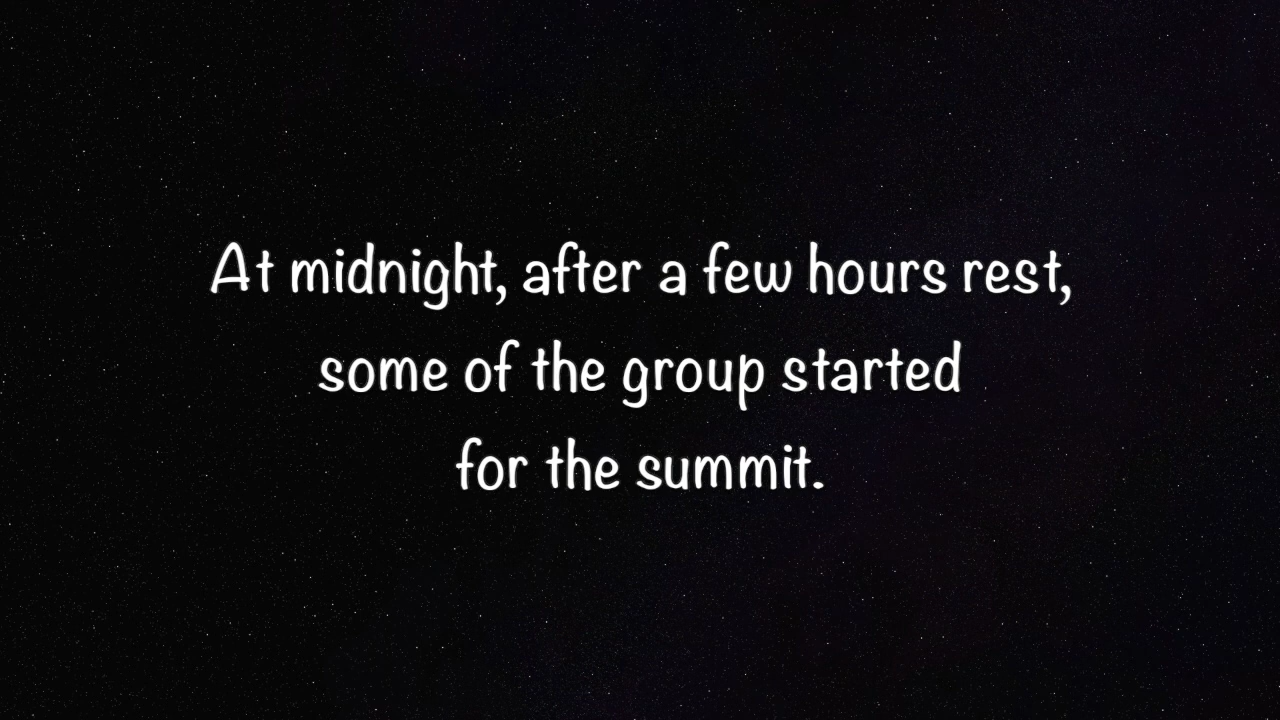 At midnight, after a few hours rest,
some of the group started
for the summit.